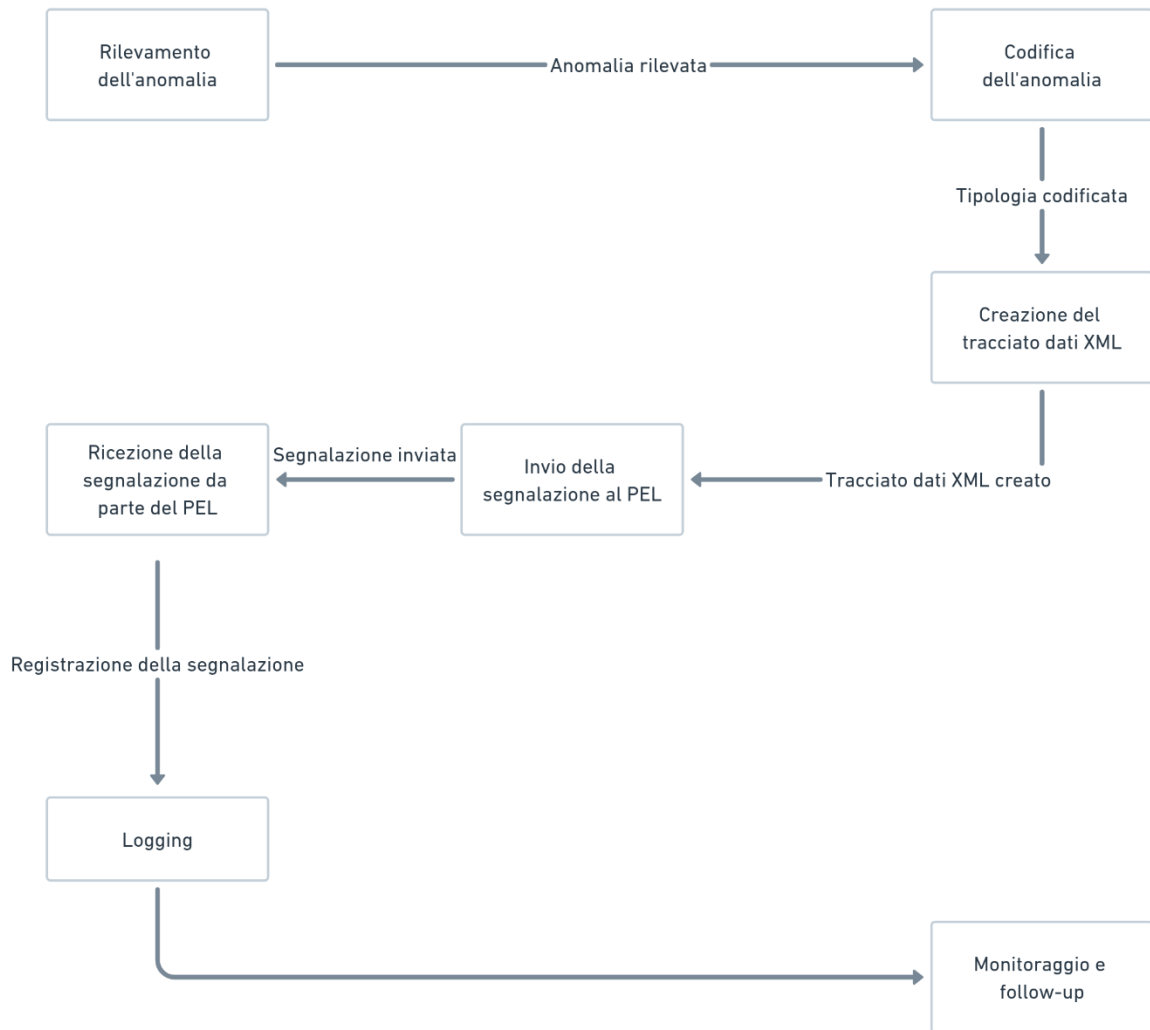 Rilevamento
dell'anomalia
Anomalia rilevata
Codifica
dell'anomalia
Tipologia codificata
Creazione del
tracciato dati XML
Tracciato dati XML creato
Invio della
segnalazione al PEL
Segnalazione inviata
Ricezione della
segnalazione da
parte del PEL
Registrazione della segnalazione
Logging
Monitoraggio e
follow-up